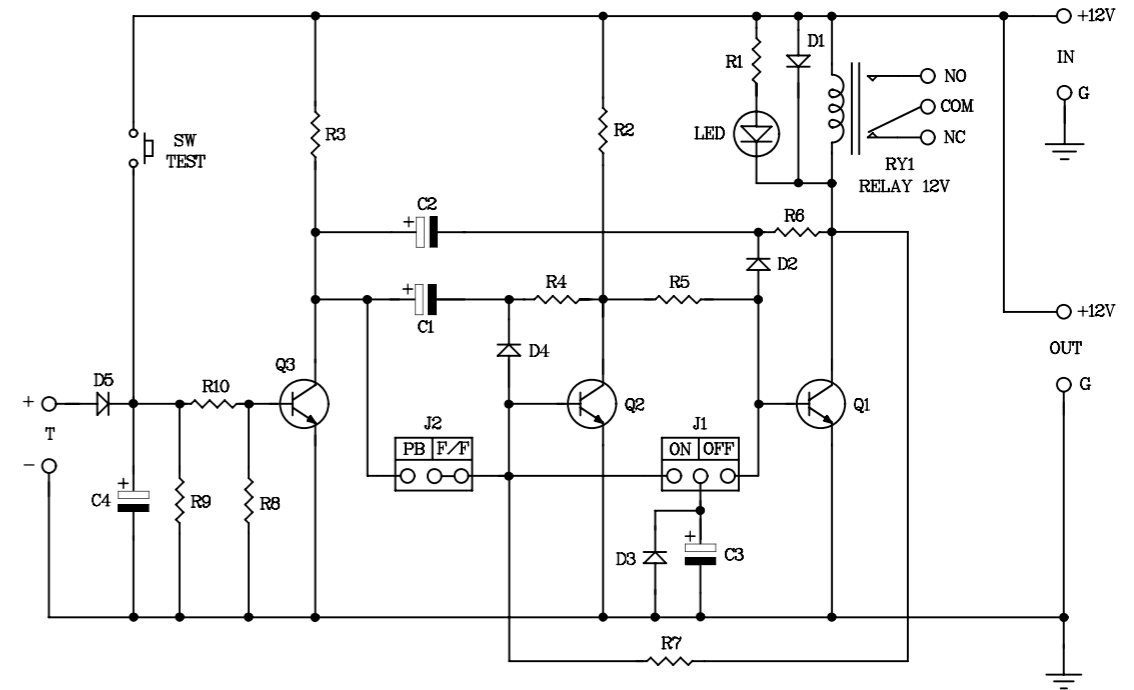 +12V
D1
R1
IN
NO
G
COM
SW
TEST
R3
R2
LED
NC
RY1
RELAY 12V
C2
+
R6
D2
+
R4
R5
C1
+12V
OUT
D4
Q3
D5
R10
G
+
T
Q2
Q1
J2
J1
PB F/F
ON OFF
-
+
C4
R9
R8
+
D3
C3
R7